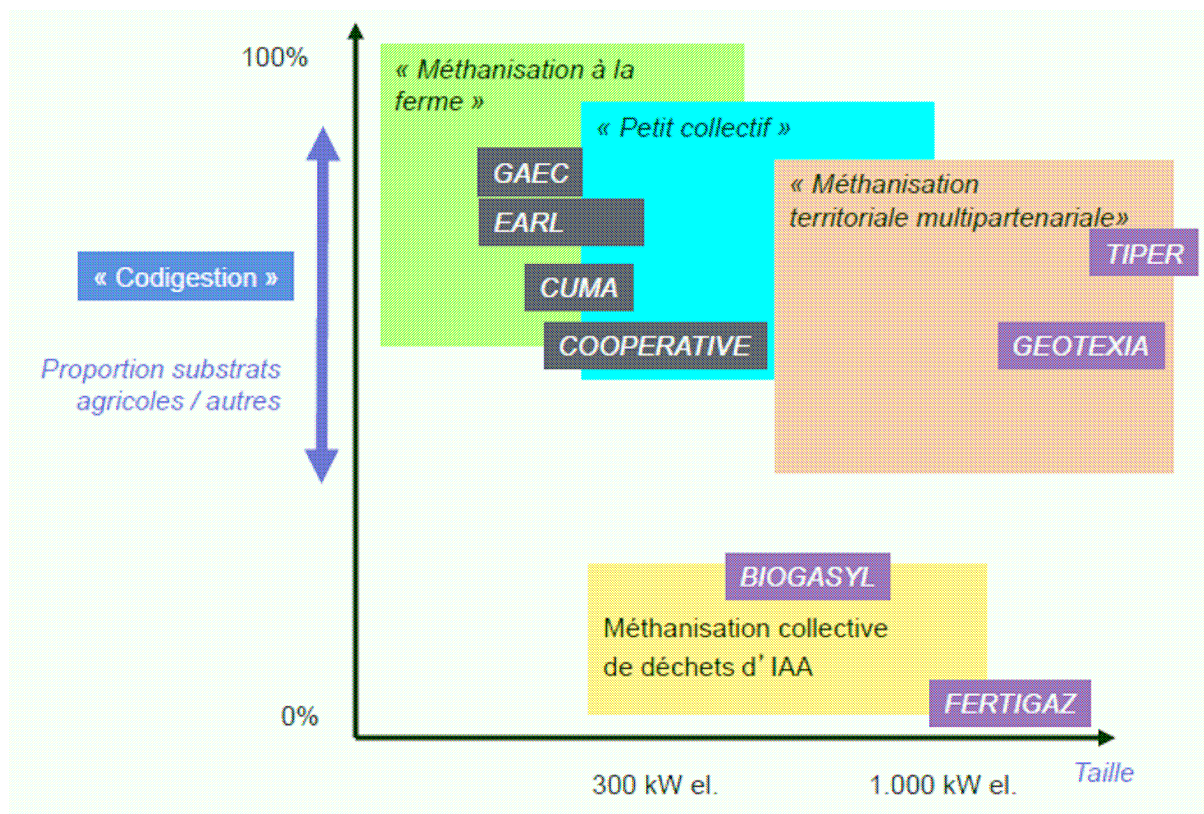 100%
« Méthanisation à la
ferme »
« Petit collectif »
GAEC
« Méthanisation
territoriale multipartenariale»
EARL
TIPER
« Codigestion »
CUMA
COOPERATIVE
GEOTEXIA
Proportion substrats
agricoles / autres
BIOGASYL
Méthanisation collective
de déchets d’ IAA
FERTIGAZ
0%
300 kW el.
1.000 kW el.
Taille